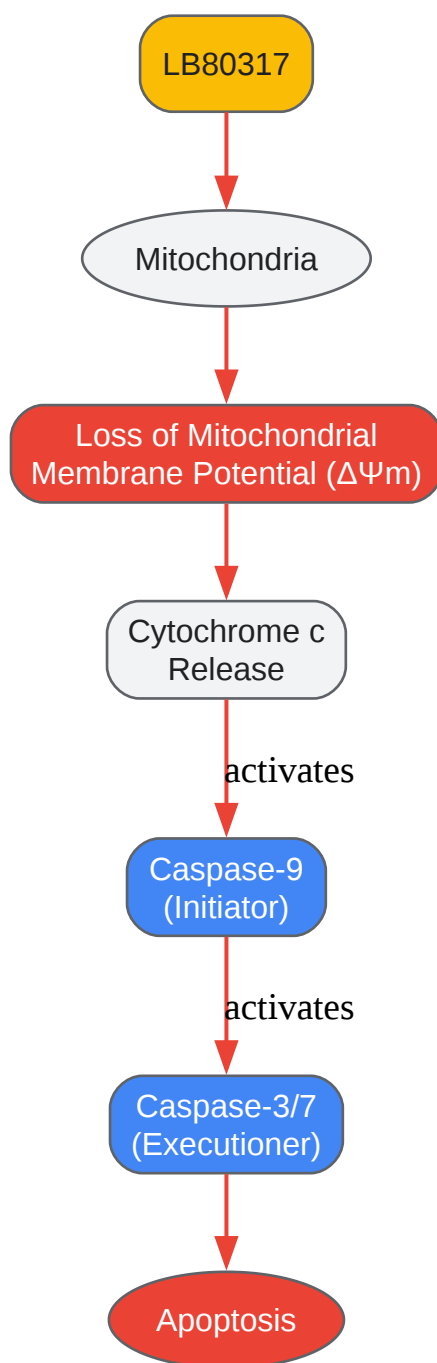 LB80317
Mitochondria
Loss of Mitochondrial
Membrane Potential (ΔΨm)
Cytochrome c
Release
activates
Caspase-9
(Initiator)
activates
Caspase-3/7
(Executioner)
Apoptosis